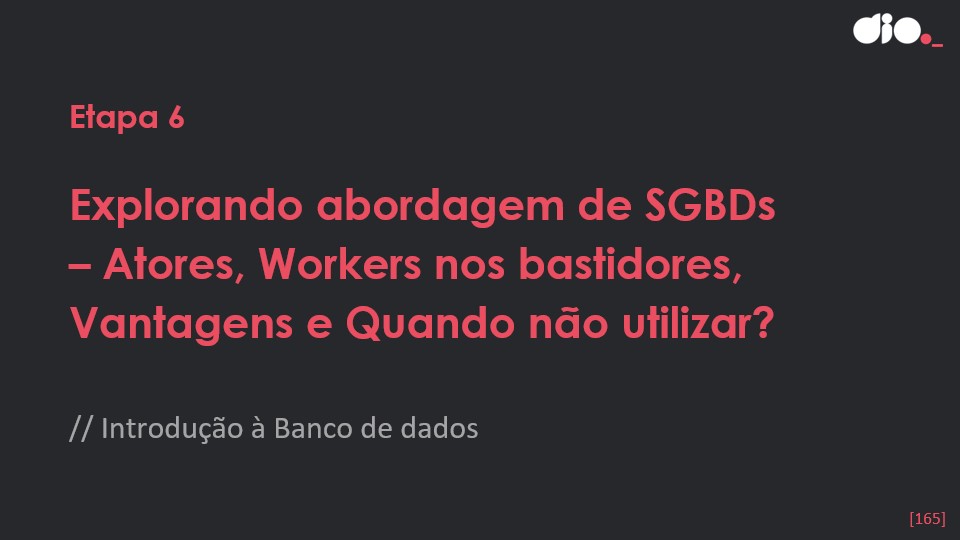 dio._
Etapa 6
Explorando abordagem de SGBDs
– Atores, Workers nos bastidores,
Vantagens e Quando não utilizar?
// Introdução à Banco de dados
[165]